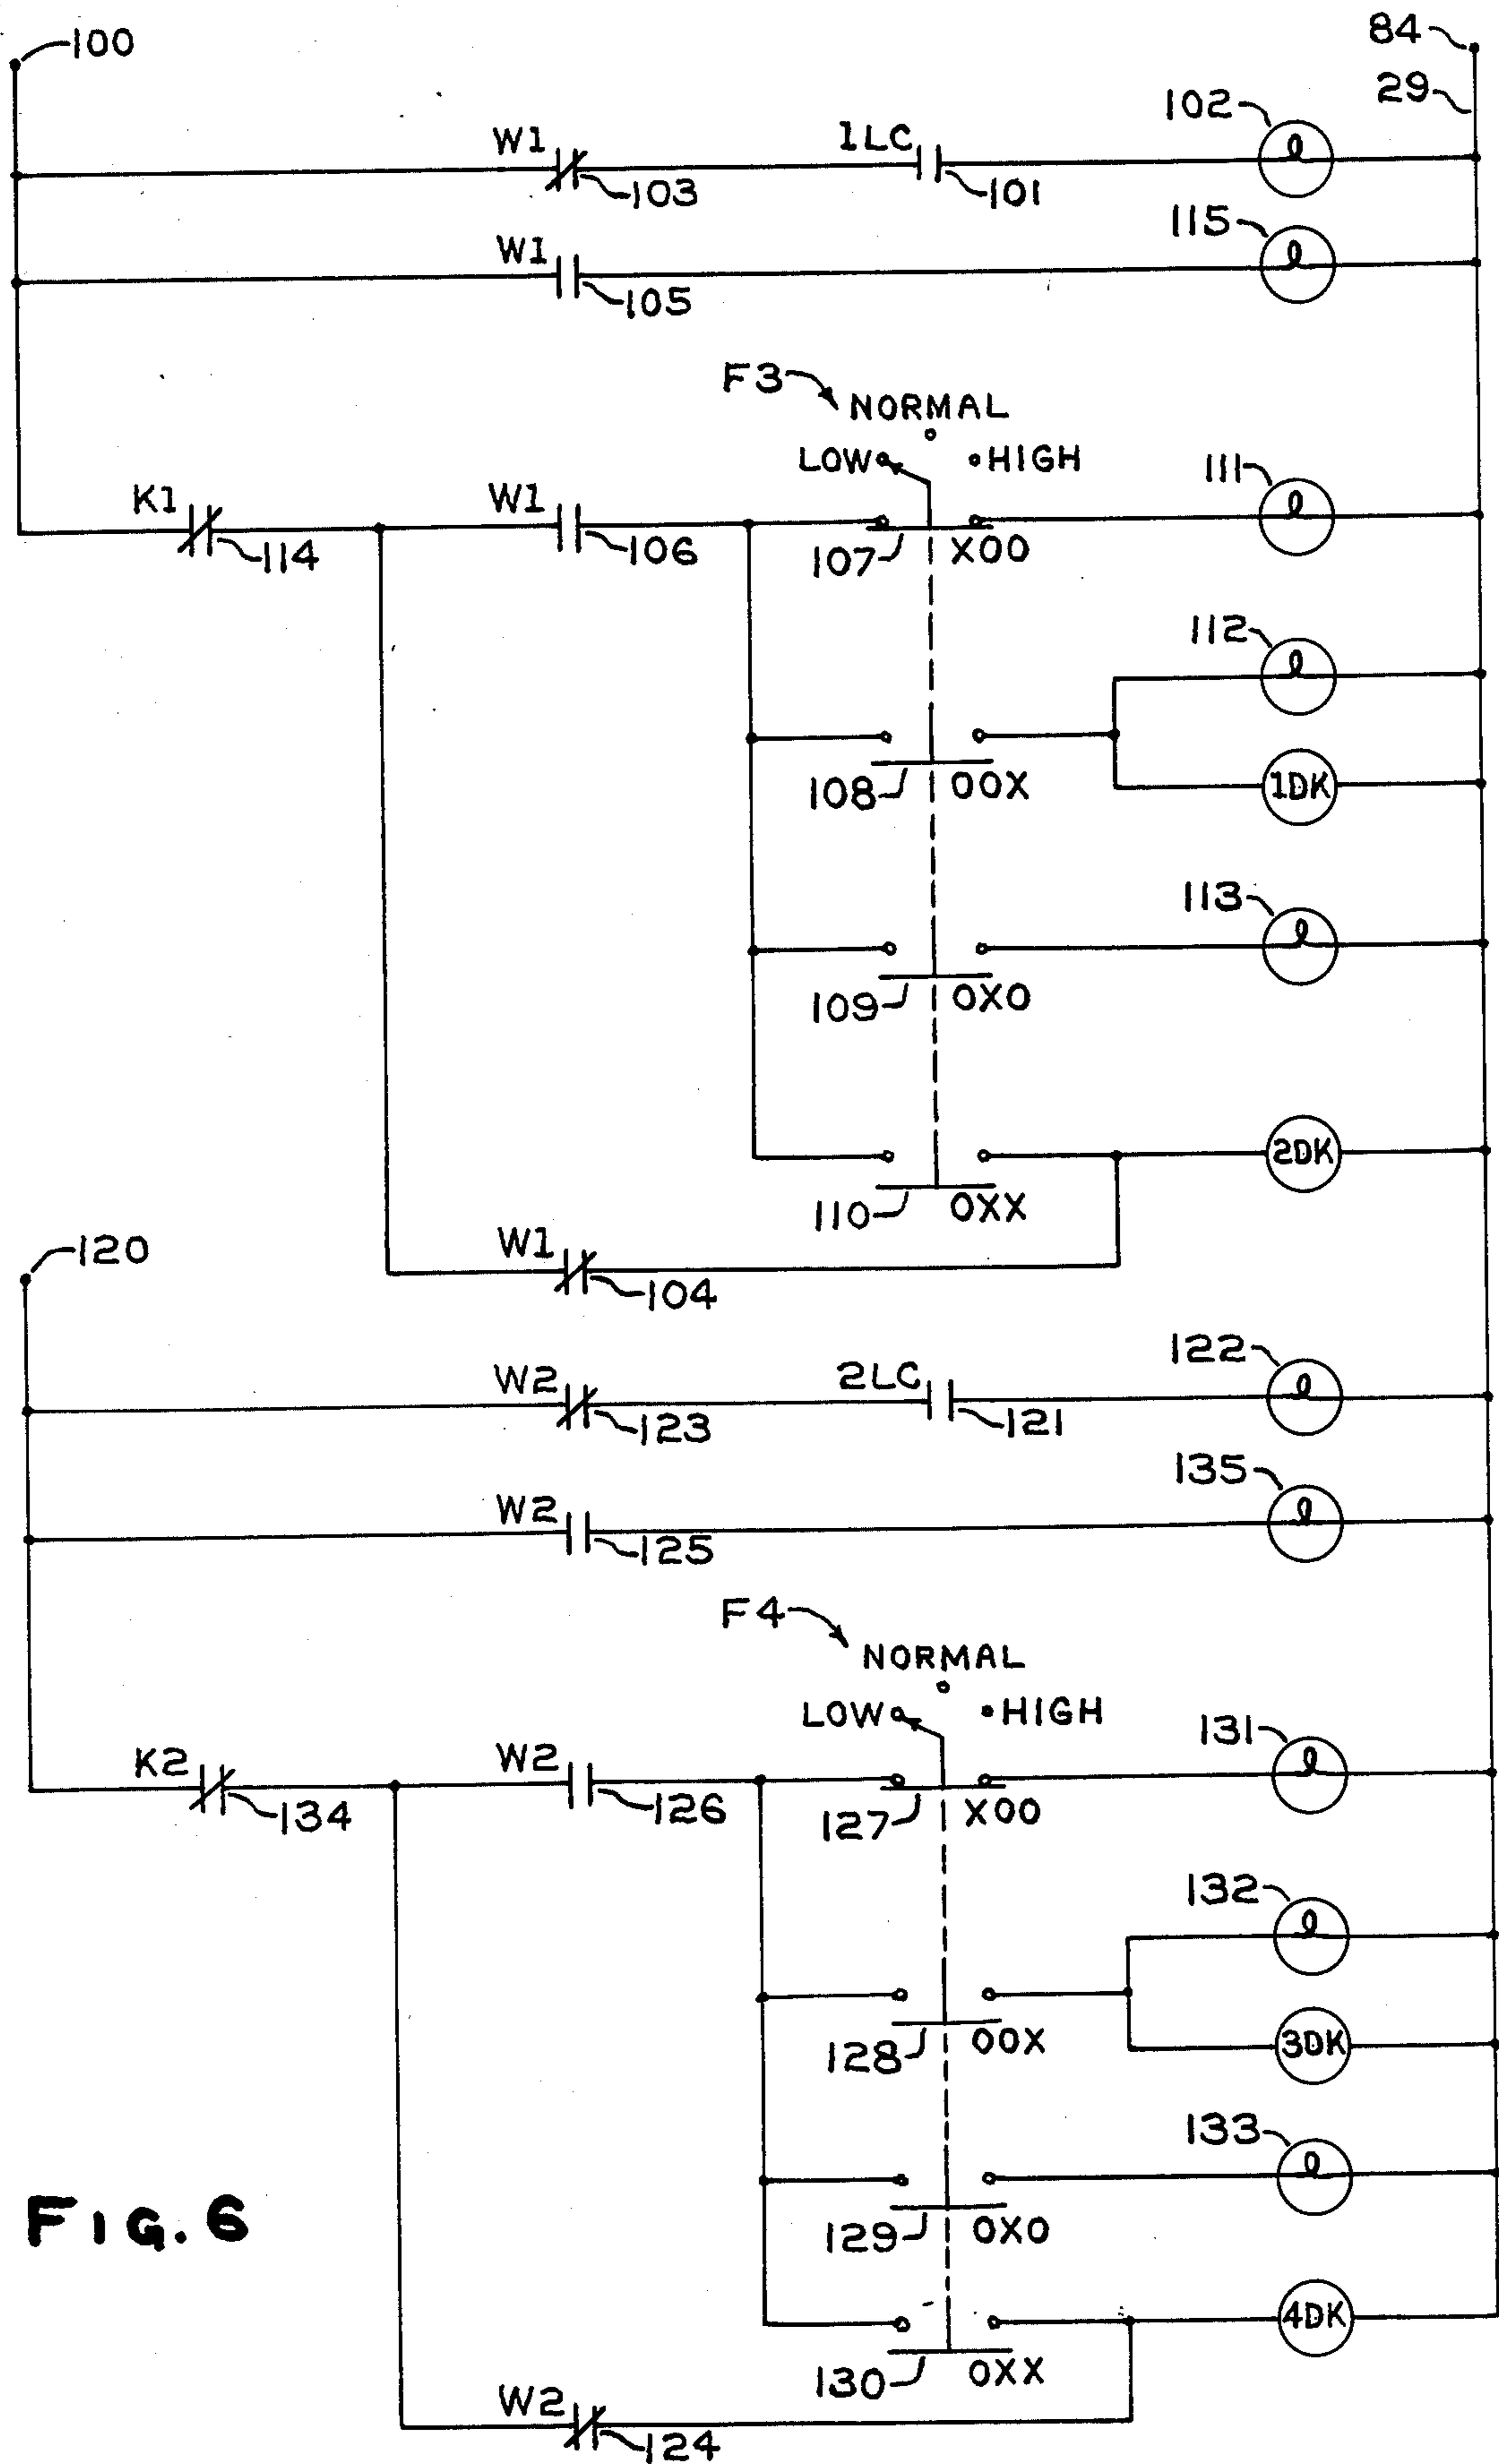 100
84
29
102
W1
1LC
103
101
115
W1
105
F3
NORMAL
LOW
HIGH
111
K1
W1
114
106
107
X00
112
108
00X
1DK
113
109
0X0
2DK
110
0XX
W1
104
120
122
W2
2LC
123
121
135
W2
125
F4
NORMAL
LOW
HIGH
131
K2
W2
134
126
127
X00
132
128
00X
3DK
133
129
0X0
4DK
130
0XX
W2
124
FIG. 6